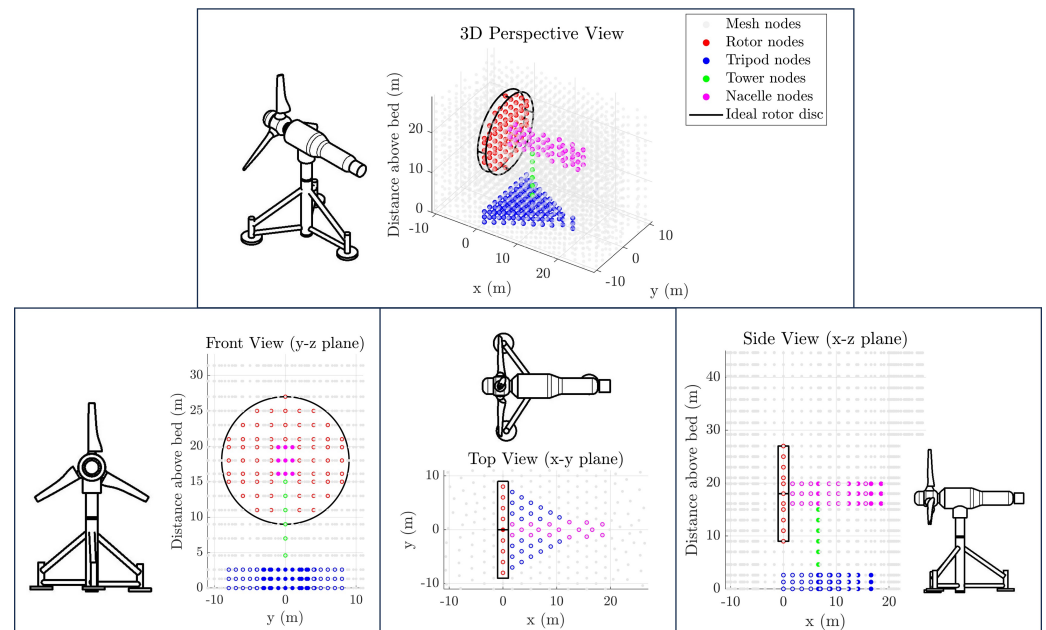 3D Perspective View
Mesh nodes
Rotor nodes
Tripod nodes
Tower nodes
Nacelle nodes
Ideal rotor disc
Distance above bed (m)
20
10
0
-10
0
10
20
x (m)
-10
0
10
y (m)
Front View (y-z plane)
Distance above bed (m)
30
25
20
15
10
5
0
-10
0
10
y (m)
Top View (x-y plane)
y (m)
10
0
-10
-10
0
10
20
x (m)
Side View (x-z plane)
Distance above bed (m)
40
30
20
10
0
-10
0
10
20
x (m)